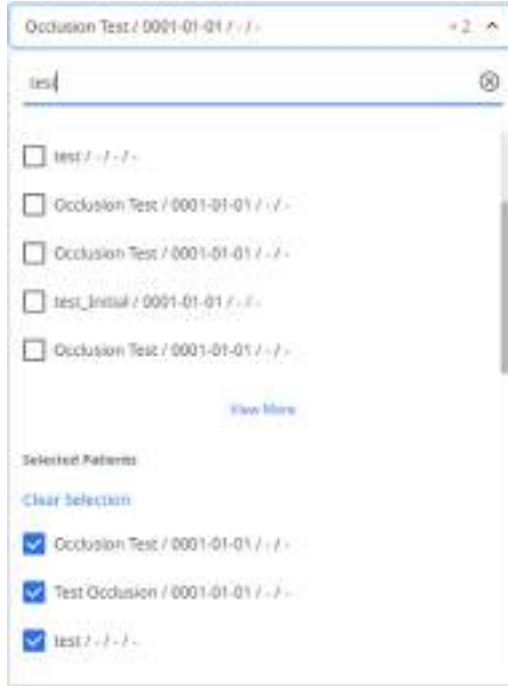 Occlusion Test / 0001-01-01 / - / - +2
test
test / - / - / -
Occlusion Test / 0001-01-01 / - / -
Occlusion Test / 0001-01-01 / - / -
test_Initial / 0001-01-01 / - / -
Occlusion Test / 0001-01-01 / - / -
View More
Selected Patients
Clear Selection
Occlusion Test / 0001-01-01 / - / -
Test Occlusion / 0001-01-01 / - / -
test / - / - / -